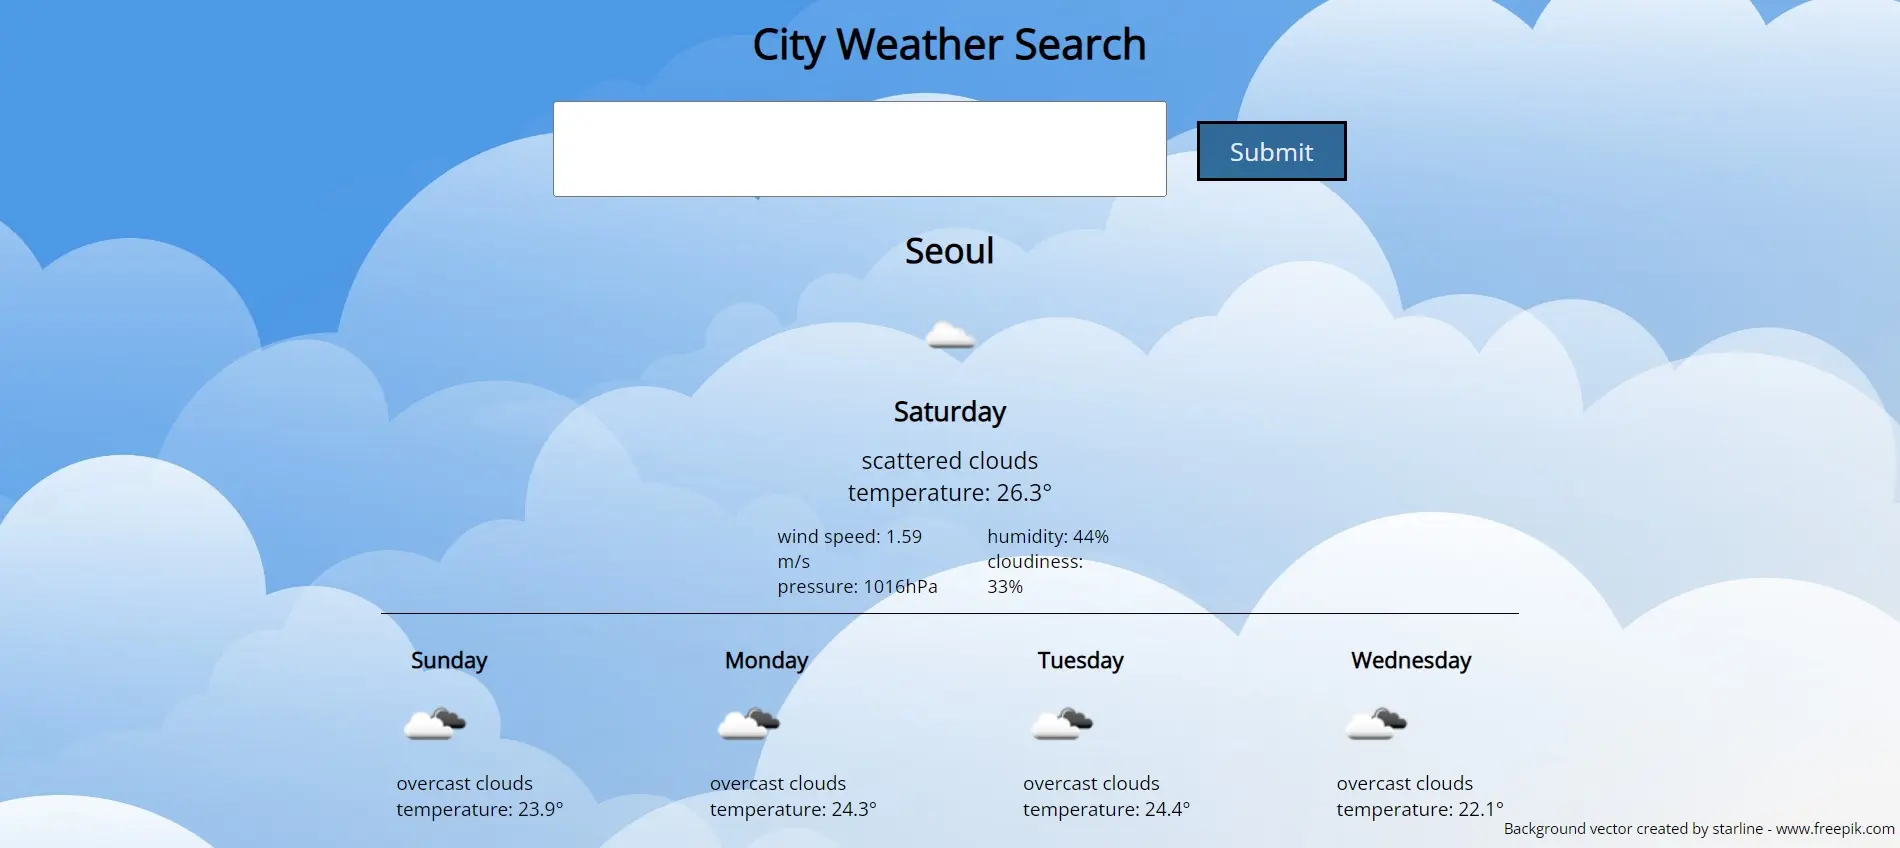 City Weather Search
Submit
Seoul
Saturday
scattered clouds
temperature: 26.3°
wind speed: 1.59
m/s
pressure: 1016hPa
humidity: 44%
cloudiness:
33%
Sunday
overcast clouds
temperature: 23.9°
Monday
overcast clouds
temperature: 24.3°
Tuesday
overcast clouds
temperature: 24.4°
Wednesday
overcast clouds
temperature: 22.1°
Background vector created by starline - www.freepik.com